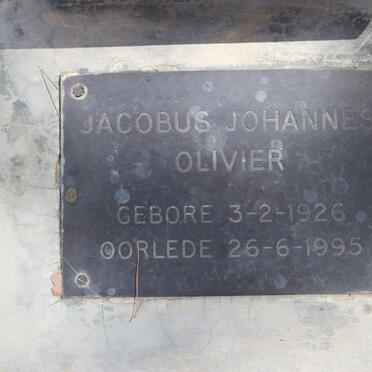 JACOBUS JOHANNES
OLIVIER
GEBORE 3-2-1926
OORLEDE 26-6-1995